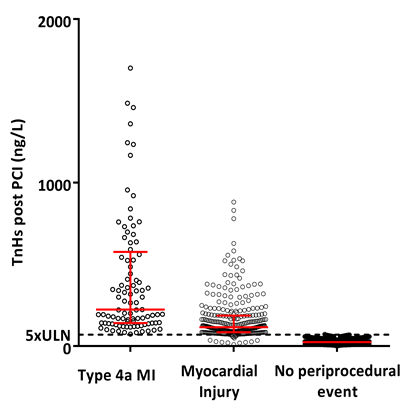 2000
TnHs post PCI (ng/L)
1000
5xULN
0
Type 4a MI
Myocardial
Injury
No periprocedural
event